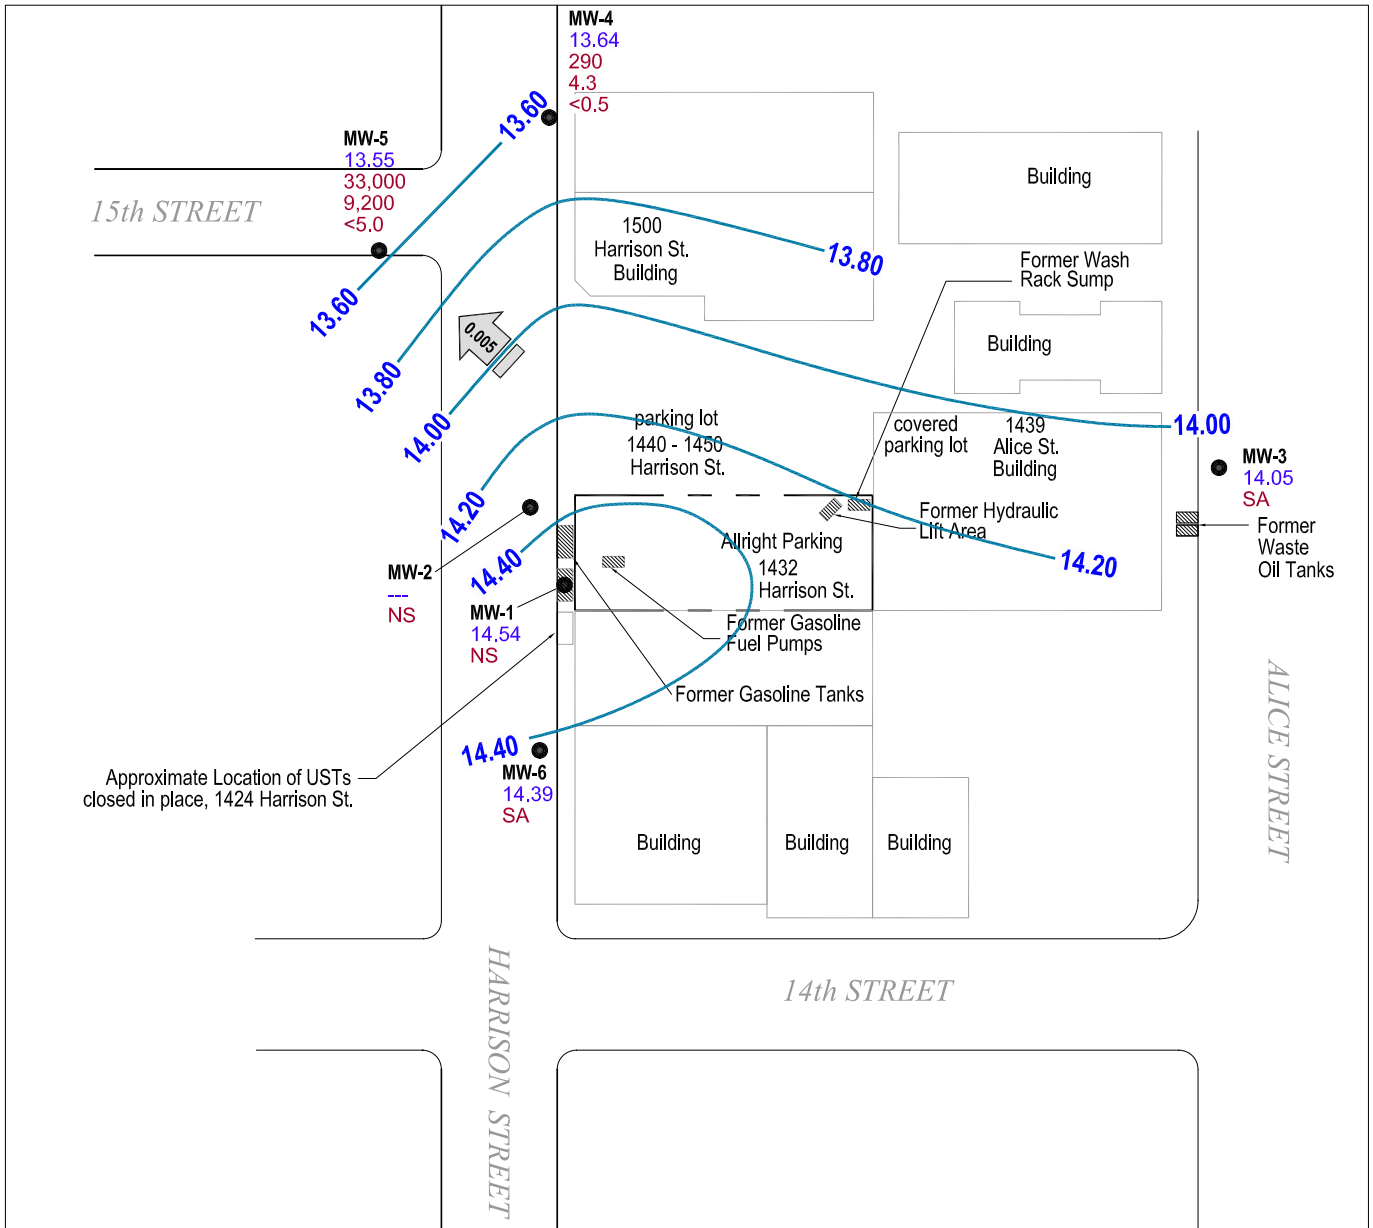 MW-4
13.64
290
4.3
<0.5
13.60
MW-5
13.55
33,000
9,200
<5.0
15th STREET
13.60
Building
1500
Harrison St.
Building
13.80
Former Wash
Rack Sump
0.005
13.80
Building
14.00
14.00
parking lot
1440 - 1450
Harrison St.
covered
parking lot
1439
Alice St.
Building
MW-3
14.05
SA
14.20
14.40
Allright Parking
1432
Harrison St.
Former Hydraulic
Lift Area
14.20
Former
Waste
Oil Tanks
MW-2
---
NS
MW-1
14.54
NS
Former Gasoline
Fuel Pumps
Former Gasoline Tanks
14.40
MW-6
14.39
SA
Approximate Location of USTs
closed in place, 1424 Harrison St.
Building
Building
Building
ALICE STREET
HARRISON STREET
14th STREET